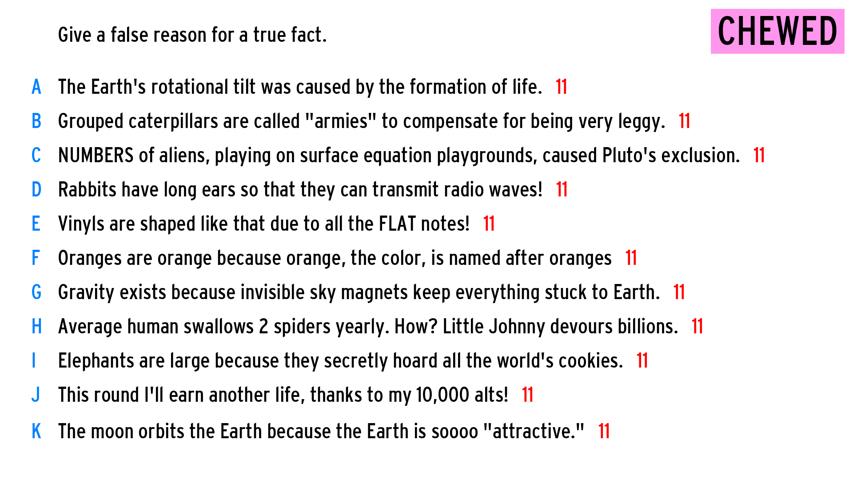 Give a false reason for a true fact.
CHEWED
A The Earth's rotational tilt was caused by the formation of life. 11
B Grouped caterpillars are called "armies" to compensate for being very leggy. 11
C NUMBERS of aliens, playing on surface equation playgrounds, caused Pluto's exclusion. 11
D Rabbits have long ears so that they can transmit radio waves! 11
E Vinyls are shaped like that due to all the FLAT notes! 11
F Oranges are orange because orange, the color, is named after oranges 11
G Gravity exists because invisible sky magnets keep everything stuck to Earth. 11
H Average human swallows 2 spiders yearly. How? Little Johnny devours billions. 11
I Elephants are large because they secretly hoard all the world's cookies. 11
J This round I'll earn another life, thanks to my 10,000 alts! 11
K The moon orbits the Earth because the Earth is soooo "attractive." 11